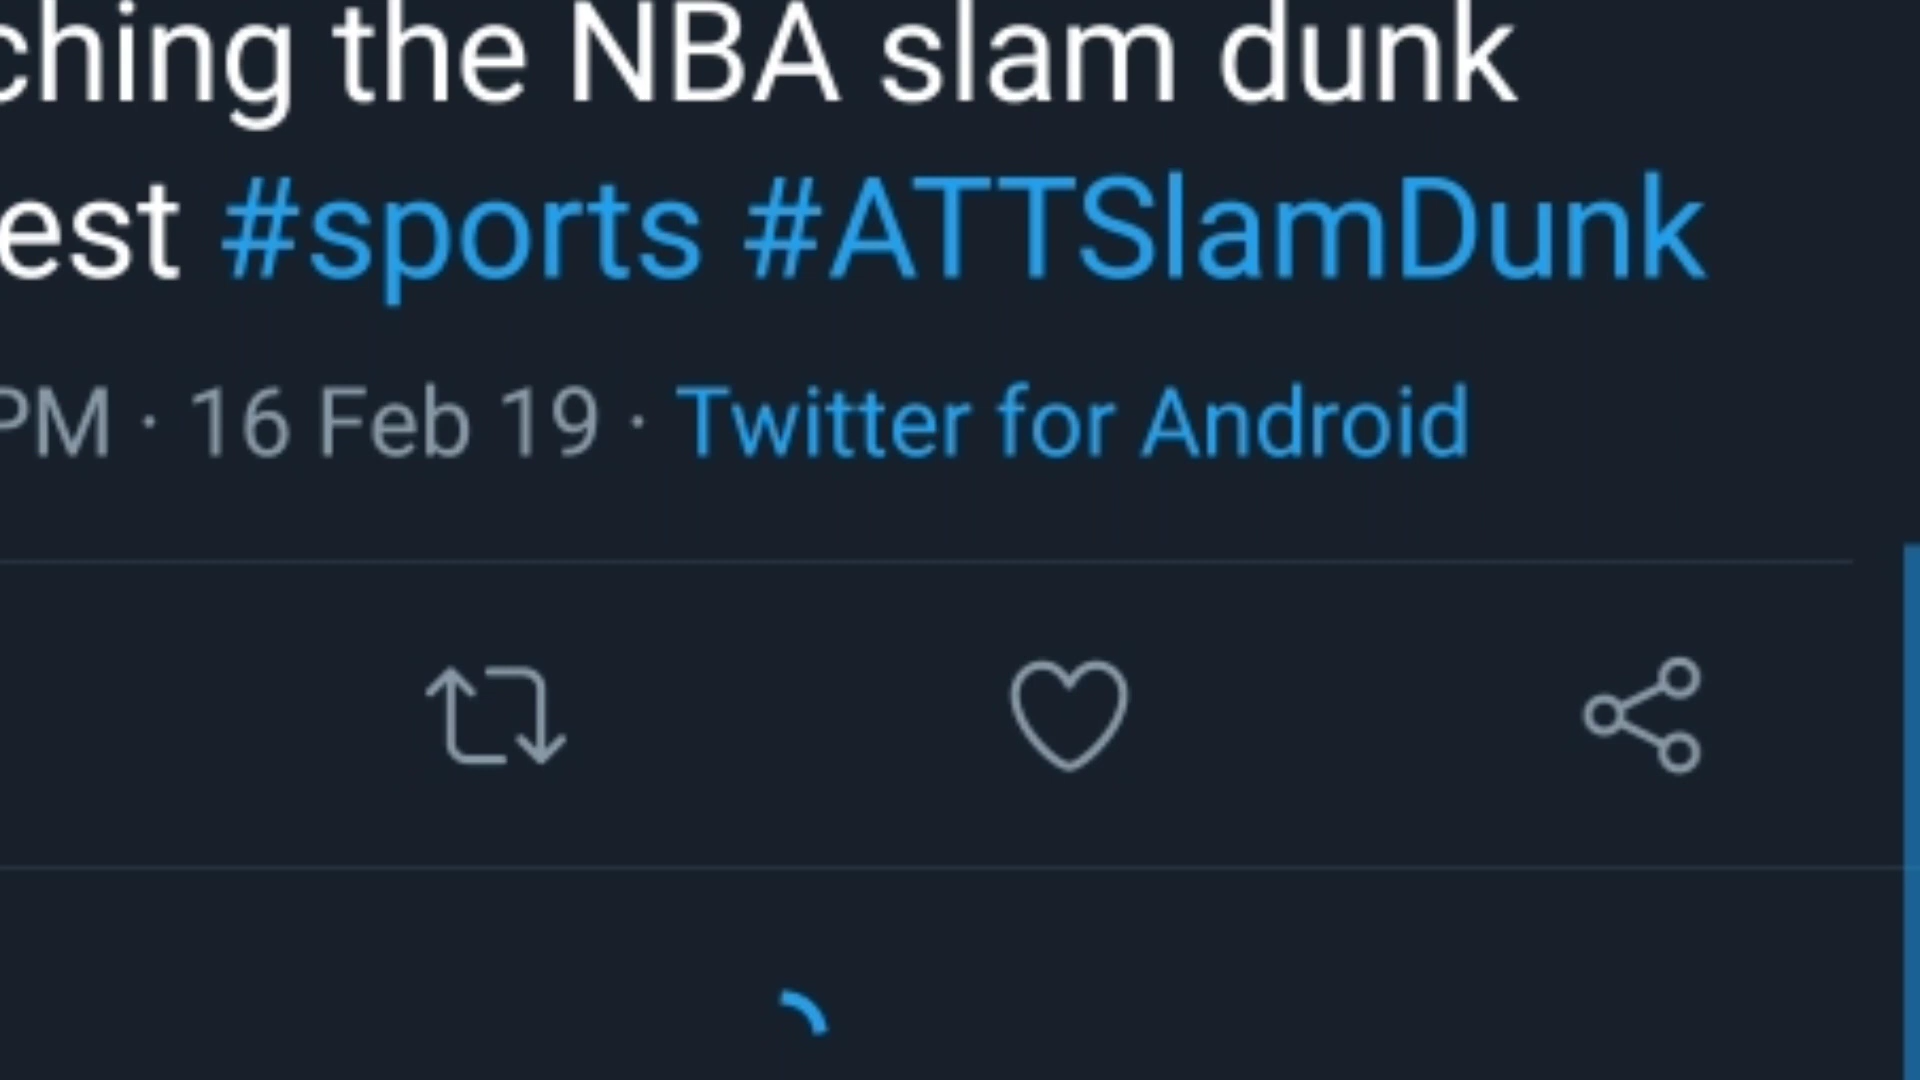 ching the NBA slam dunk
est #sports #ATTSlamDunk
PM · 16 Feb 19 · Twitter for Android